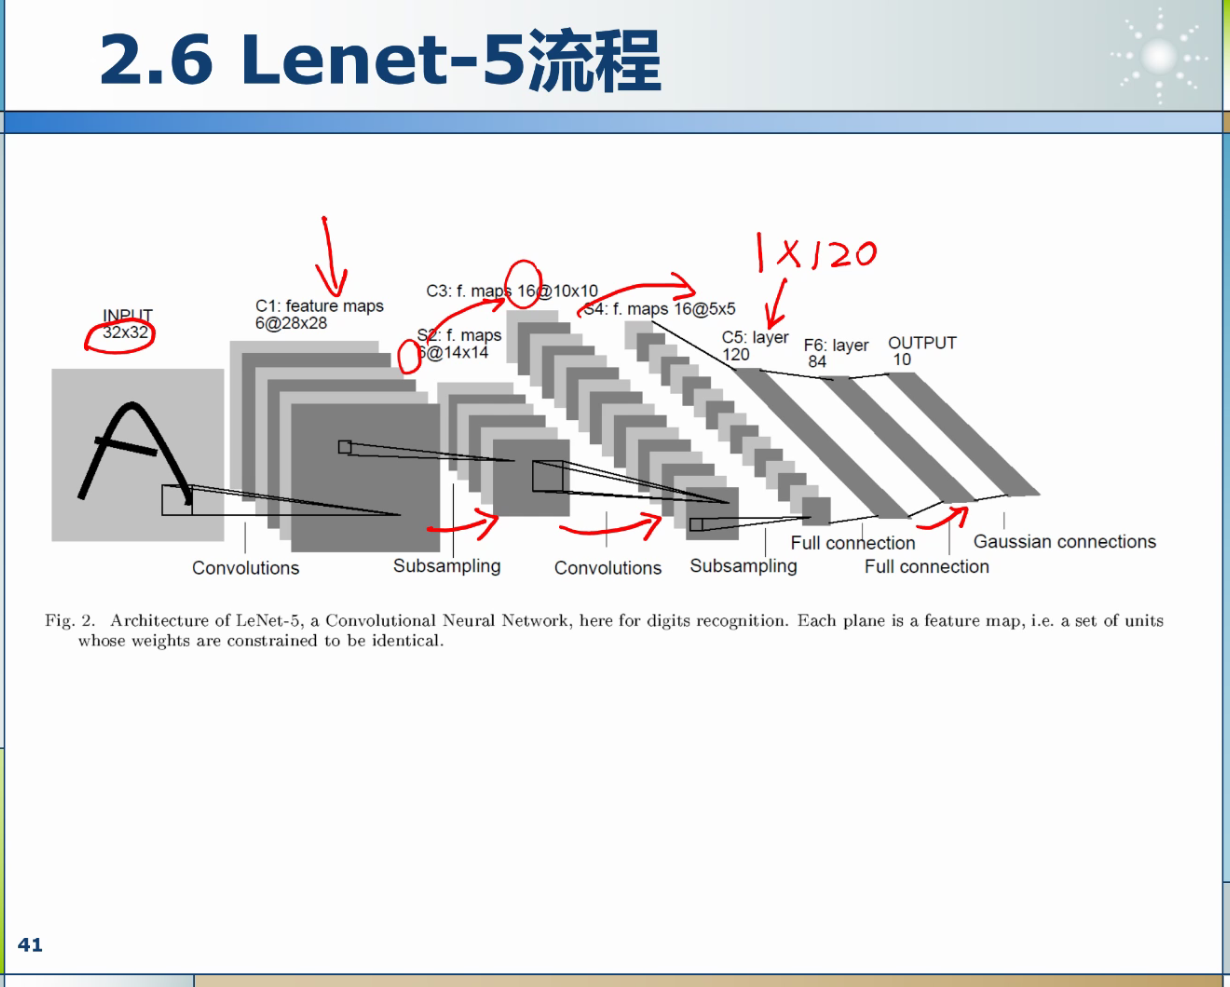 2.6 Lenet-5流程
1×120
C3: f. maps 16@10x10
INPUT
32x32
C1: feature maps
6@28x28
S2: f. maps
6@14x14
S4: f. maps 16@5x5
C5: layer
120
F6: layer
84
OUTPUT
10
Convolutions
Subsampling
Convolutions
Subsampling
Full connection
Full connection
Gaussian connections
Fig. 2. Architecture of LeNet-5, a Convolutional Neural Network, here for digits recognition. Each plane is a feature map, i.e. a set of units
whose weights are constrained to be identical.
41